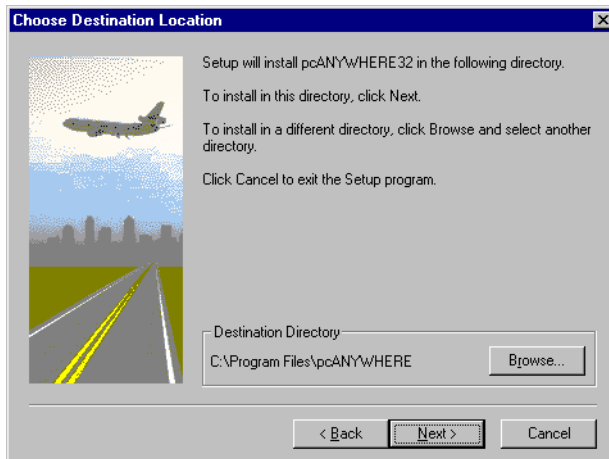 Choose Destination Location
Setup will install pcANYWHERE32 in the following directory.
To install in this directory, click Next.
To install in a different directory, click Browse and select another
directory.
Click Cancel to exit the Setup program.
Destination Directory
C:\Program Files\pcANYWHERE
Browse...
< Back
Next >
Cancel